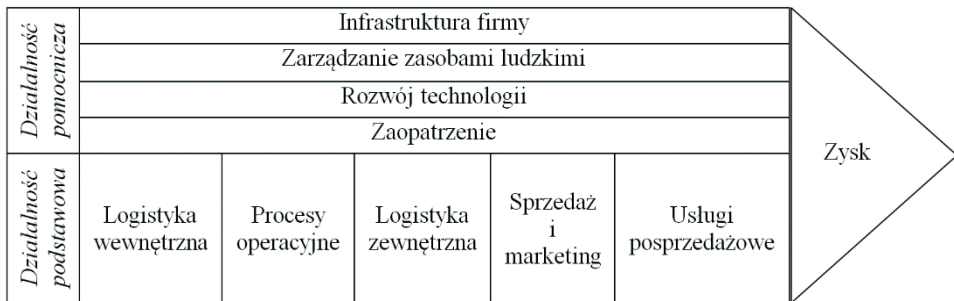 Działalność
pomocnicza
Infrastruktura firmy
Zarządzanie zasobami ludzkimi
Rozwój technologii
Zaopatrzenie
Zysk
Działalność
podstawowa
Logistyka
wewnętrzna
Procesy
operacyjne
Logistyka
zewnętrzna
Sprzedaż
i
marketing
Usługi
posprzedażowe